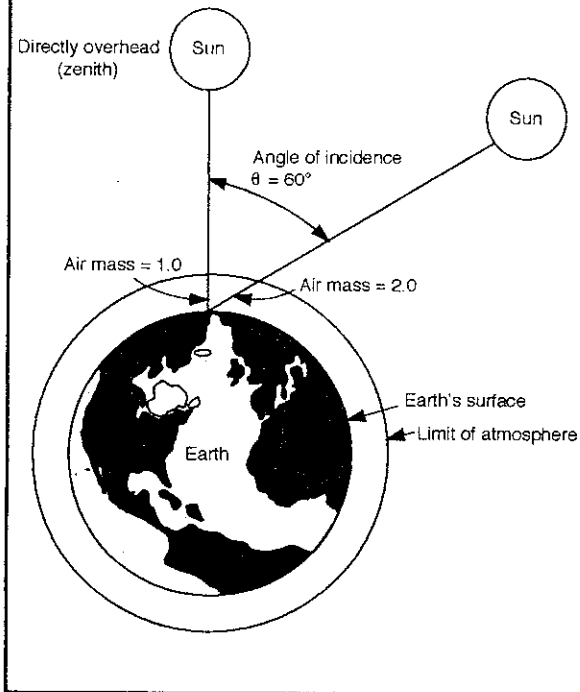 Directly overhead
(zenith)
Sun
Sun
Angle of incidence
θ = 60°
Air mass = 1.0
Air mass = 2.0
Earth's surface
Limit of atmosphere
Earth